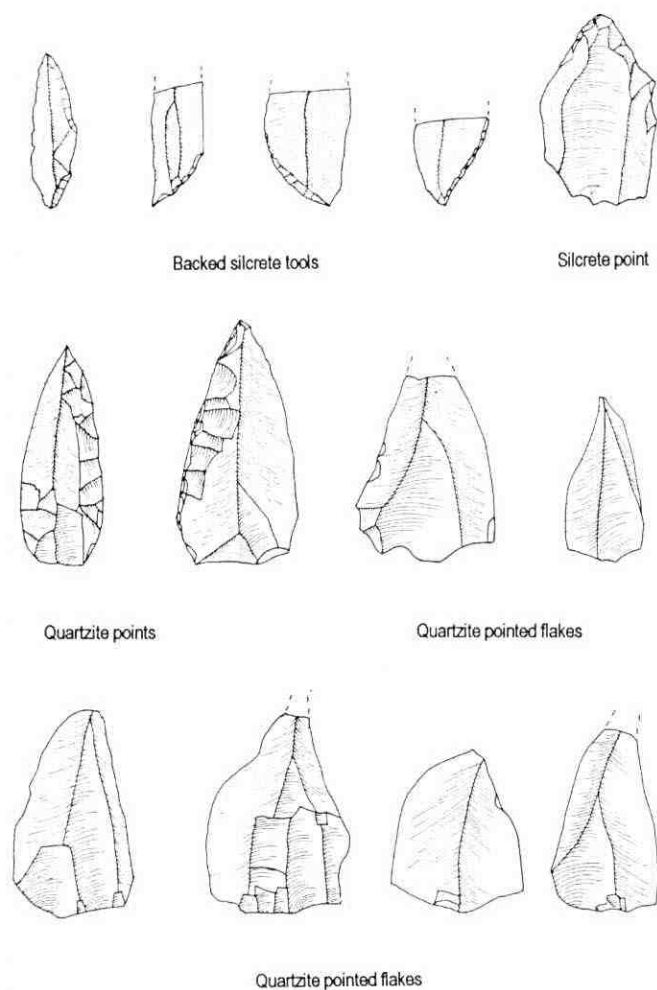 Backed silcrete tools
Silcrete point
Quartzite points
Quartzite pointed flakes
Quartzite pointed flakes